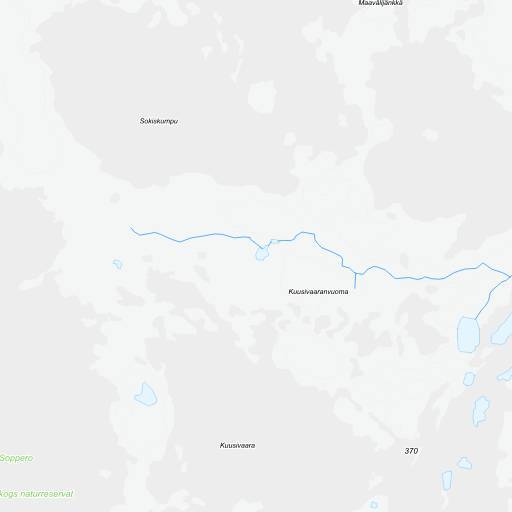 Maavälijänkkä
Sokiskumpu
Kuusivaaranvuoma
Kuusivaara
370
Soppero
kogs naturreservat